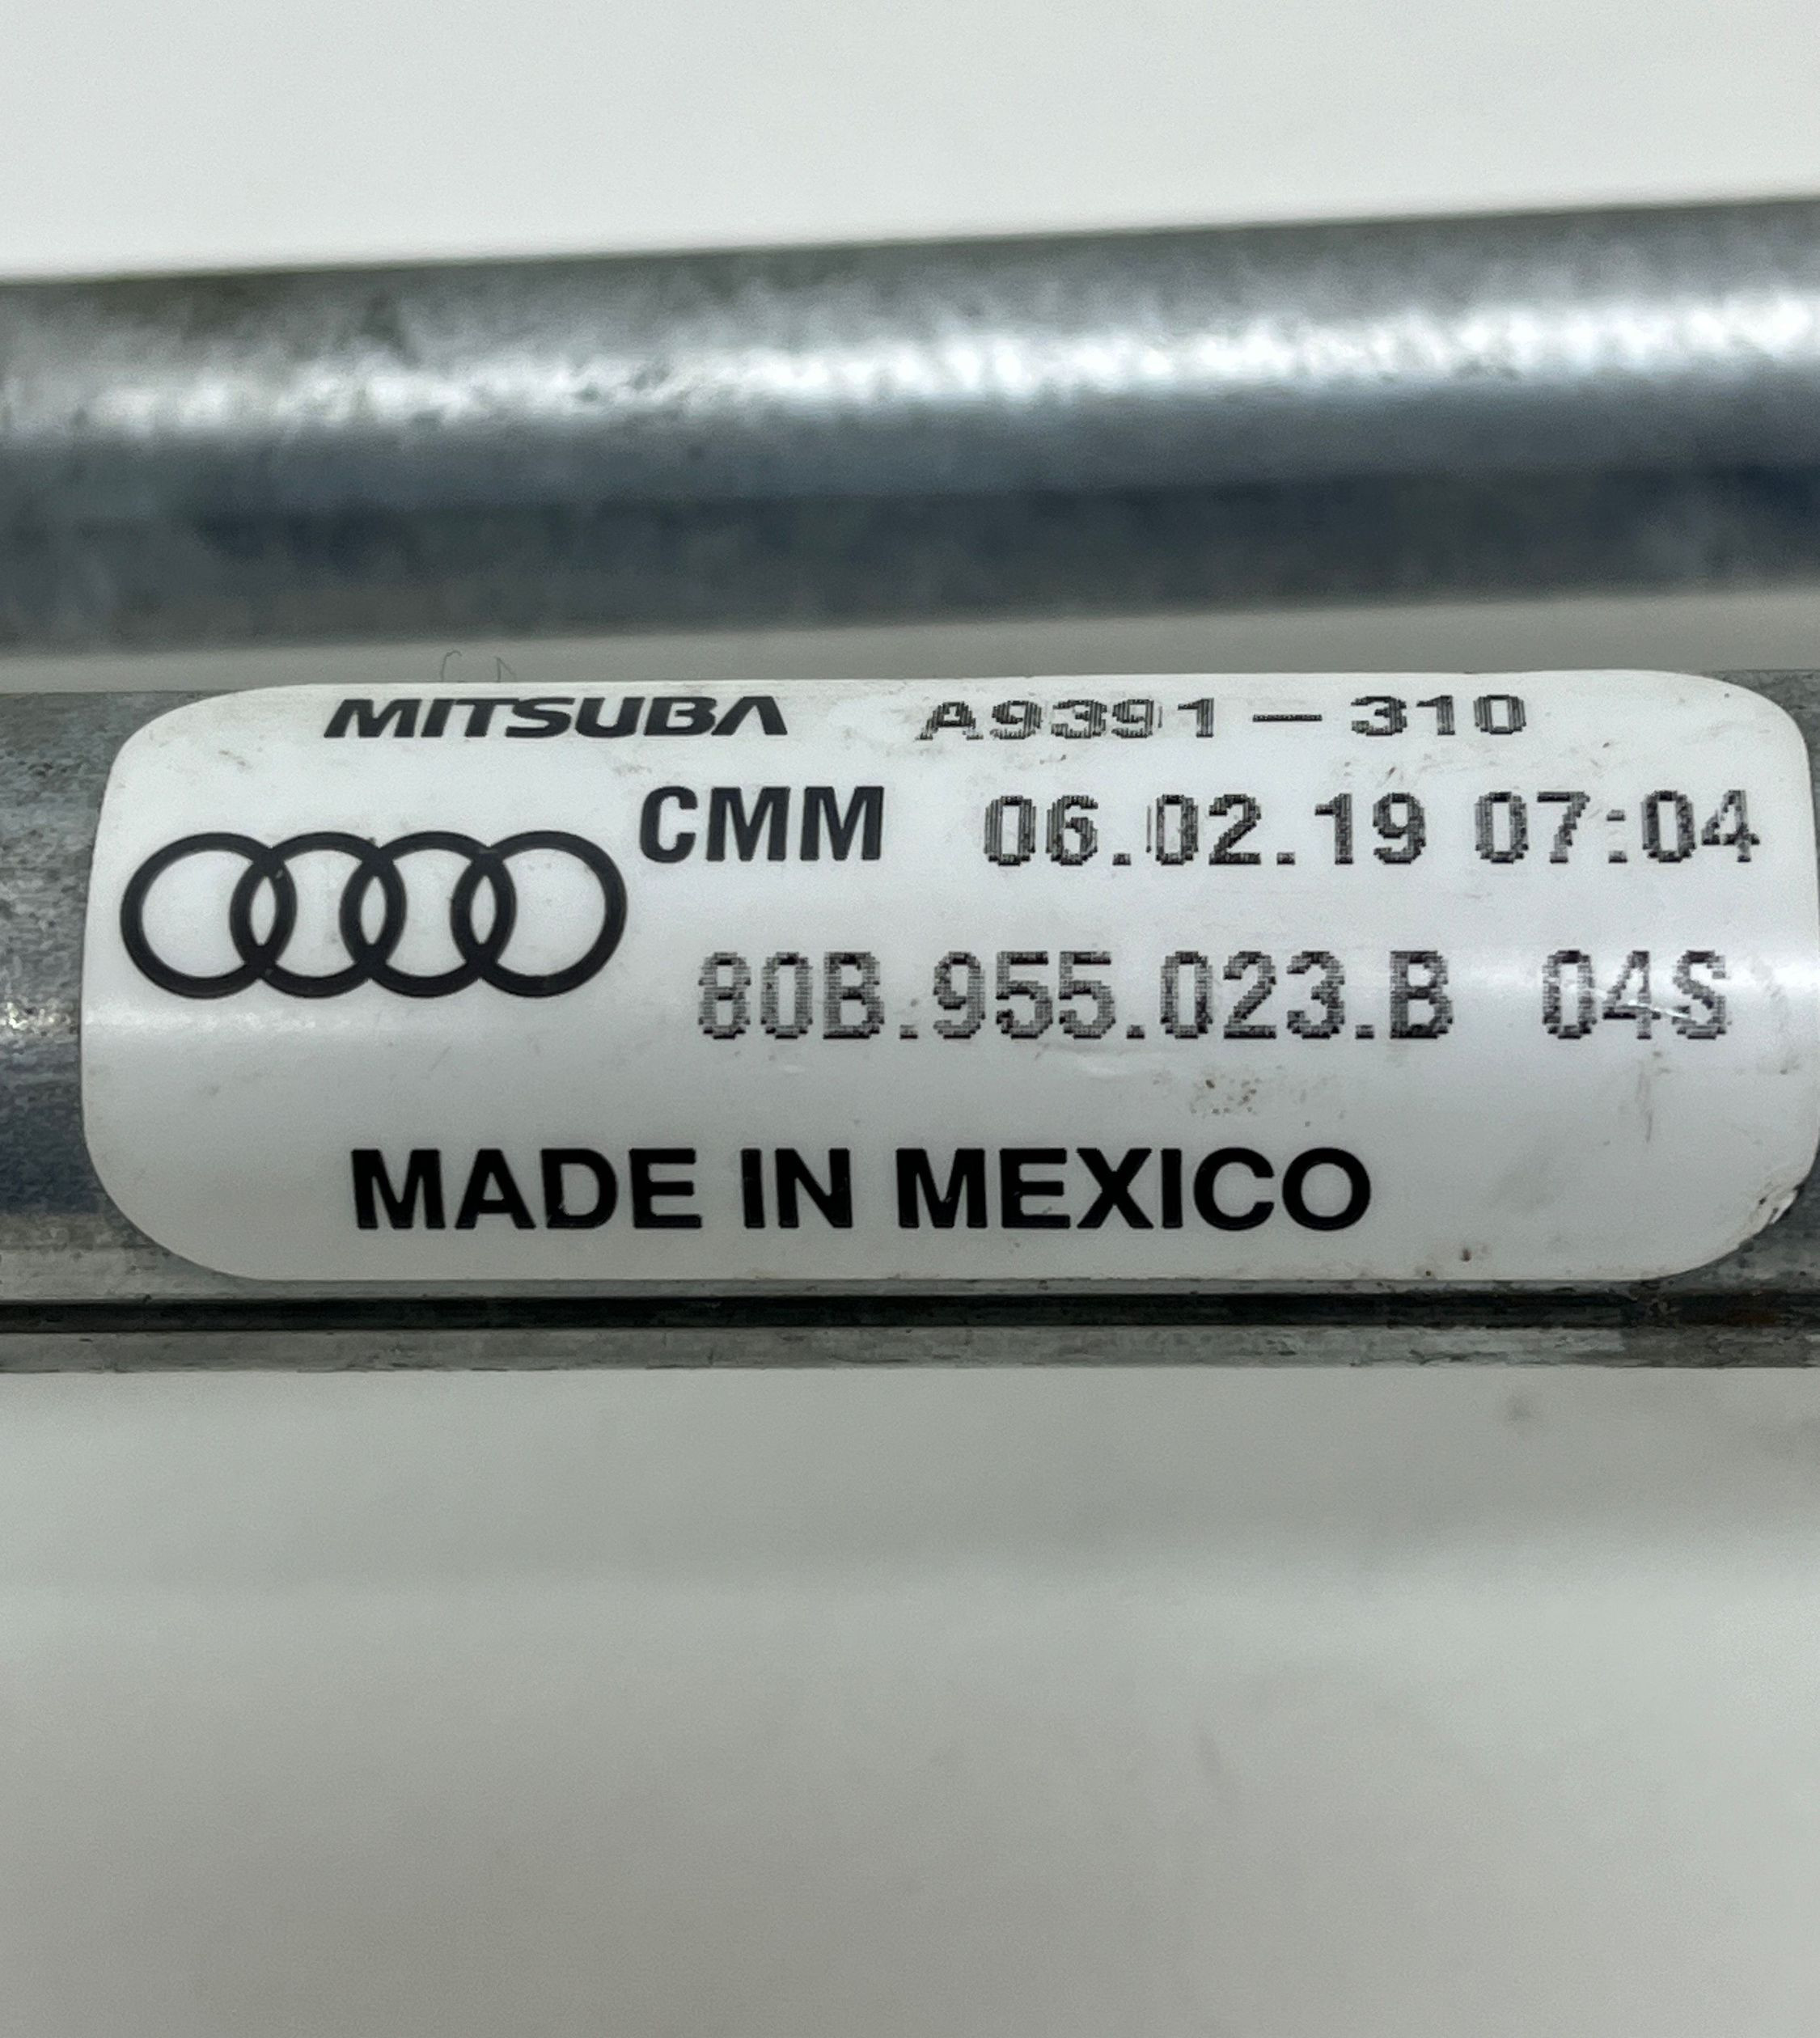 MITSUBA A9391-310
CMM 06.02.19 07:04
80B.955.023.B 04S
MADE IN MEXICO